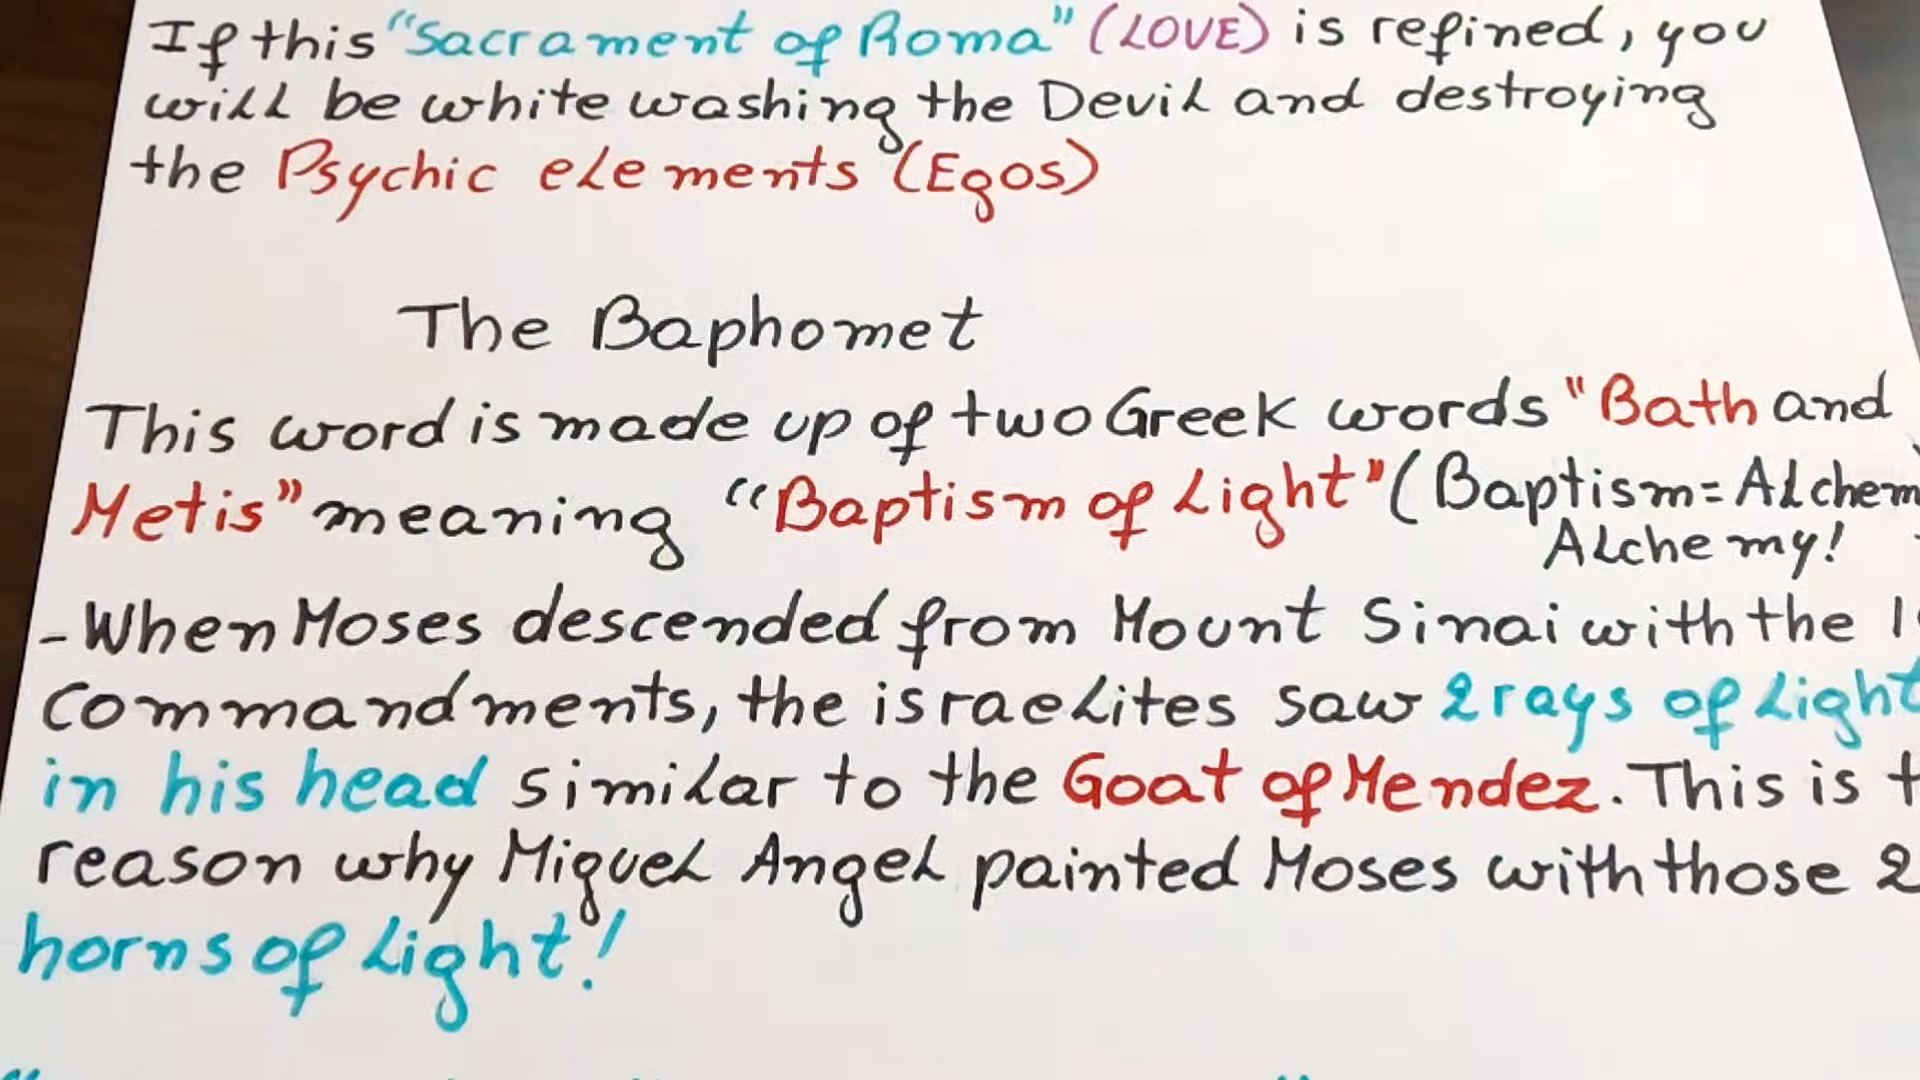 If this "Sacrament of Roma" (LOVE) is refined, you
will be white washing the Devil and destroying
the Psychic elements (Egos)
The Baphomet
This word is made up of two Greek words "Bath and
Metis" meaning "Baptism of Light" (Baptism = Alchem
Alchemy!
- When Moses descended from Mount Sinai with the
Commandments, the israelites saw 2 rays of Light
in his head similar to the Goat of Mendez. This is
reason why Miguel Angel painted Moses with those 2
horns of Light!